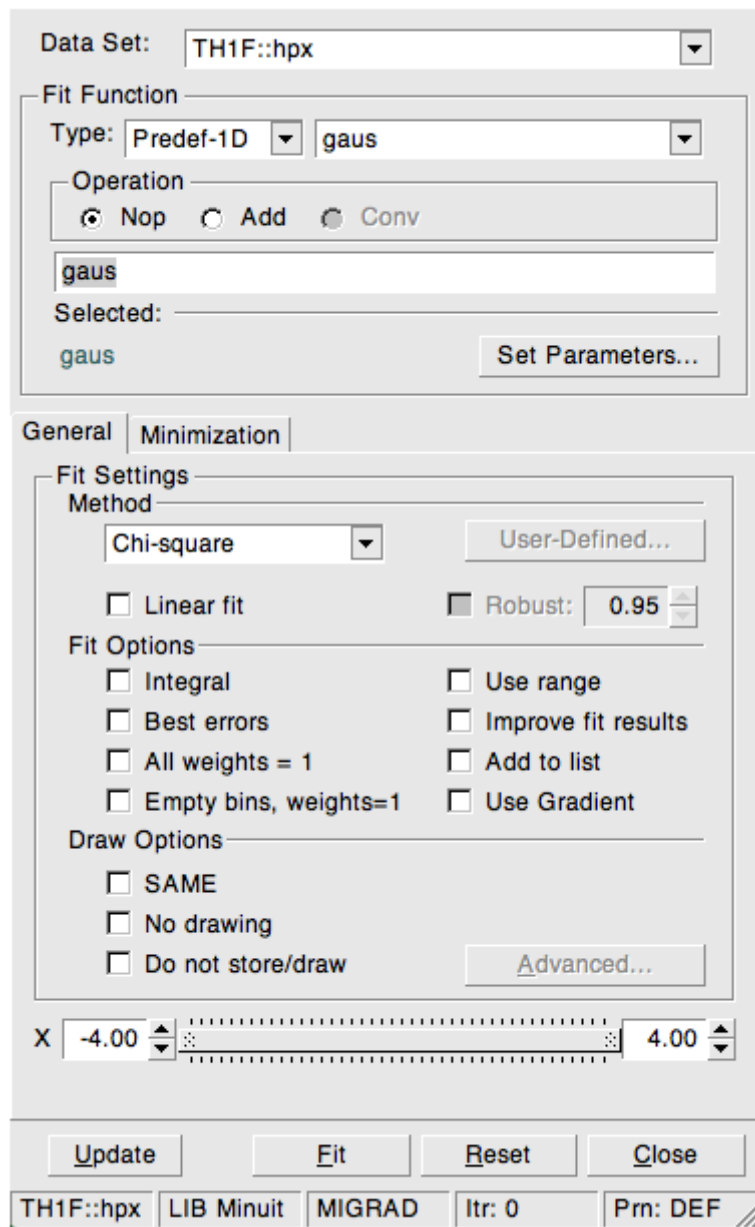 Data Set: TH1F::hpx
Fit Function
Type: Predef-1D gaus
Operation
Nop Add Conv
gaus
Selected:
gaus Set Parameters...
General Minimization
Fit Settings
Method
Chi-square User-Defined...
Linear fit Robust: 0.95
Fit Options
Integral Use range
Best errors Improve fit results
All weights = 1 Add to list
Empty bins, weights=1 Use Gradient
Draw Options
SAME
No drawing
Do not store/draw Advanced...
X -4.00 4.00
Update Fit Reset Close
TH1F::hpx LIB Minuit MIGRAD Itr: 0 Prn: DEF